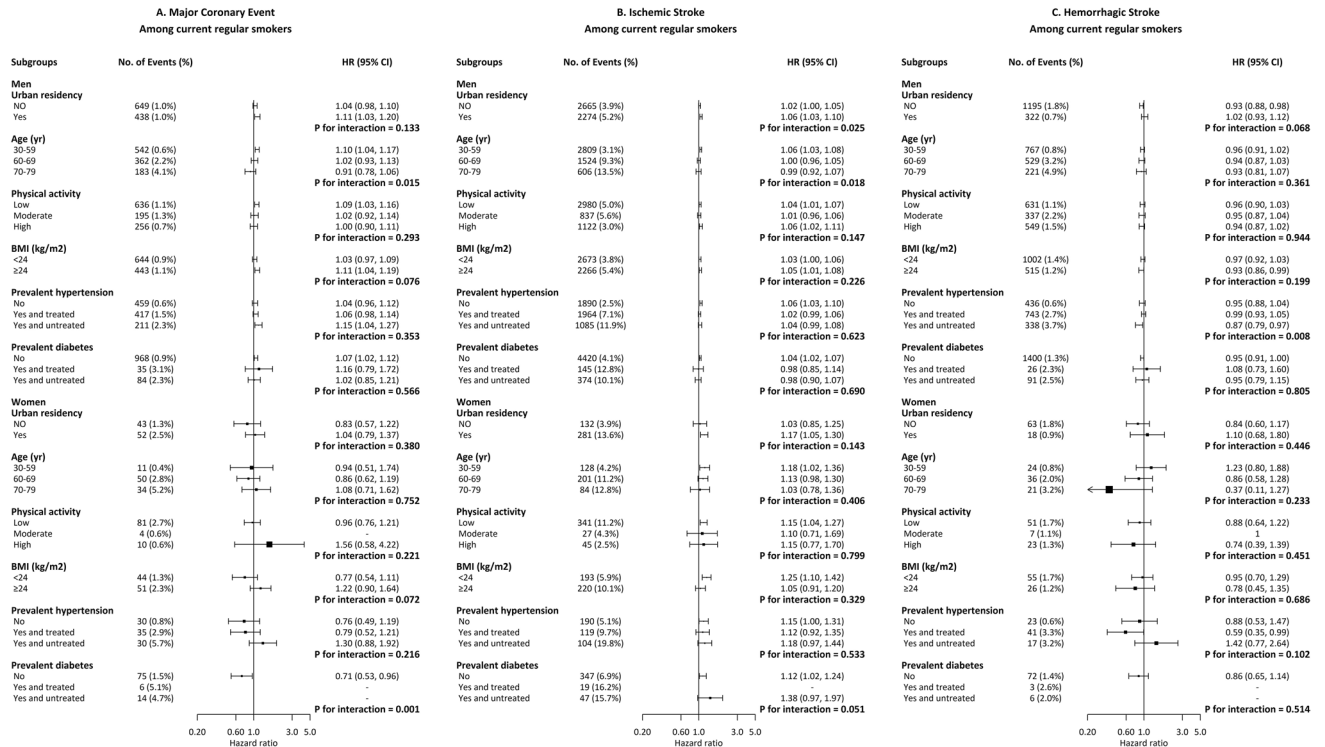 A. Major Coronary Event
Among current regular smokers
Subgroups No. of Events (%) HR (95% CI)
Men
Urban residency
NO 649 (1.0%) 1.04 (0.98, 1.10)
Yes 438 (1.0%) 1.11 (1.03, 1.20)
P for interaction = 0.133
Age (yr)
30-59 542 (0.6%) 1.10 (1.04, 1.17)
60-69 362 (2.2%) 1.02 (0.93, 1.13)
70-79 183 (4.1%) 0.91 (0.78, 1.06)
P for interaction = 0.015
Physical activity
Low 636 (1.1%) 1.09 (1.03, 1.16)
Moderate 195 (1.3%) 1.02 (0.92, 1.14)
High 256 (0.7%) 1.00 (0.90, 1.11)
P for interaction = 0.293
BMI (kg/m2)
<24 644 (0.9%) 1.03 (0.97, 1.09)
≥24 443 (1.1%) 1.11 (1.04, 1.19)
P for interaction = 0.076
Prevalent hypertension
No 459 (0.6%) 1.04 (0.96, 1.12)
Yes and treated 417 (1.5%) 1.06 (0.98, 1.14)
Yes and untreated 211 (2.3%) 1.15 (1.04, 1.27)
P for interaction = 0.353
Prevalent diabetes
No 968 (0.9%) 1.07 (1.02, 1.12)
Yes and treated 35 (3.1%) 1.16 (0.79, 1.72)
Yes and untreated 84 (2.3%) 1.02 (0.85, 1.21)
P for interaction = 0.566
Women
Urban residency
NO 43 (1.3%) 0.83 (0.57, 1.22)
Yes 52 (2.5%) 1.04 (0.79, 1.37)
P for interaction = 0.380
Age (yr)
30-59 11 (0.4%) 0.94 (0.51, 1.74)
60-69 50 (2.8%) 0.86 (0.62, 1.19)
70-79 34 (5.2%) 1.08 (0.71, 1.62)
P for interaction = 0.752
Physical activity
Low 81 (2.7%) 0.96 (0.76, 1.21)
Moderate 4 (0.6%) -
High 10 (0.6%) 1.56 (0.58, 4.22)
P for interaction = 0.221
BMI (kg/m2)
<24 44 (1.3%) 0.77 (0.54, 1.11)
≥24 51 (2.3%) 1.22 (0.90, 1.64)
P for interaction = 0.072
Prevalent hypertension
No 30 (0.8%) 0.76 (0.49, 1.19)
Yes and treated 35 (2.9%) 0.79 (0.52, 1.21)
Yes and untreated 30 (5.7%) 1.30 (0.88, 1.92)
P for interaction = 0.216
Prevalent diabetes
No 75 (1.5%) 0.71 (0.53, 0.96)
Yes and treated 6 (5.1%) -
Yes and untreated 14 (4.7%) -
P for interaction = 0.001
0.20 0.60 1.0 3.0 5.0
Hazard ratio
B. Ischemic Stroke
Among current regular smokers
Subgroups No. of Events (%) HR (95% CI)
Men
Urban residency
NO 2665 (3.9%) 1.02 (1.00, 1.05)
Yes 2274 (5.2%) 1.06 (1.03, 1.10)
P for interaction = 0.025
Age (yr)
30-59 2809 (3.1%) 1.06 (1.03, 1.08)
60-69 1524 (9.3%) 1.00 (0.96, 1.05)
70-79 606 (13.5%) 0.99 (0.92, 1.07)
P for interaction = 0.018
Physical activity
Low 2980 (5.0%) 1.04 (1.01, 1.07)
Moderate 837 (5.6%) 1.01 (0.96, 1.06)
High 1122 (3.0%) 1.06 (1.02, 1.11)
P for interaction = 0.147
BMI (kg/m2)
<24 2673 (3.8%) 1.03 (1.00, 1.06)
≥24 2266 (5.4%) 1.05 (1.01, 1.08)
P for interaction = 0.226
Prevalent hypertension
No 1890 (2.5%) 1.06 (1.03, 1.10)
Yes and treated 1964 (7.1%) 1.02 (0.99, 1.06)
Yes and untreated 1085 (11.9%) 1.04 (0.99, 1.08)
P for interaction = 0.623
Prevalent diabetes
No 4420 (4.1%) 1.04 (1.02, 1.07)
Yes and treated 145 (12.8%) 0.98 (0.85, 1.14)
Yes and untreated 374 (10.1%) 0.98 (0.90, 1.07)
P for interaction = 0.690
Women
Urban residency
NO 132 (3.9%) 1.03 (0.85, 1.25)
Yes 281 (13.6%) 1.17 (1.05, 1.30)
P for interaction = 0.143
Age (yr)
30-59 128 (4.2%) 1.18 (1.02, 1.36)
60-69 201 (11.2%) 1.13 (0.98, 1.30)
70-79 84 (12.8%) 1.03 (0.78, 1.36)
P for interaction = 0.406
Physical activity
Low 341 (11.2%) 1.15 (1.04, 1.27)
Moderate 27 (4.3%) 1.10 (0.71, 1.69)
High 45 (2.5%) 1.15 (0.77, 1.70)
P for interaction = 0.799
BMI (kg/m2)
<24 193 (5.9%) 1.25 (1.10, 1.42)
≥24 220 (10.1%) 1.05 (0.91, 1.20)
P for interaction = 0.329
Prevalent hypertension
No 190 (5.1%) 1.15 (1.00, 1.31)
Yes and treated 119 (9.7%) 1.12 (0.92, 1.35)
Yes and untreated 104 (19.8%) 1.18 (0.97, 1.44)
P for interaction = 0.533
Prevalent diabetes
No 347 (6.9%) 1.12 (1.02, 1.24)
Yes and treated 19 (16.2%) -
Yes and untreated 47 (15.7%) 1.38 (0.97, 1.97)
P for interaction = 0.051
0.20 0.60 1.0 3.0 5.0
Hazard ratio
C. Hemorrhagic Stroke
Among current regular smokers
Subgroups No. of Events (%) HR (95% CI)
Men
Urban residency
NO 1195 (1.8%) 0.93 (0.88, 0.98)
Yes 322 (0.7%) 1.02 (0.93, 1.12)
P for interaction = 0.068
Age (yr)
30-59 767 (0.8%) 0.96 (0.91, 1.02)
60-69 529 (3.2%) 0.94 (0.87, 1.03)
70-79 221 (4.9%) 0.93 (0.81, 1.07)
P for interaction = 0.361
Physical activity
Low 631 (1.1%) 0.96 (0.90, 1.03)
Moderate 337 (2.2%) 0.95 (0.87, 1.04)
High 549 (1.5%) 0.94 (0.87, 1.02)
P for interaction = 0.944
BMI (kg/m2)
<24 1002 (1.4%) 0.97 (0.92, 1.03)
≥24 515 (1.2%) 0.93 (0.86, 0.99)
P for interaction = 0.199
Prevalent hypertension
No 436 (0.6%) 0.95 (0.88, 1.04)
Yes and treated 743 (2.7%) 0.99 (0.93, 1.05)
Yes and untreated 338 (3.7%) 0.87 (0.79, 0.97)
P for interaction = 0.008
Prevalent diabetes
No 1400 (1.3%) 0.95 (0.91, 1.00)
Yes and treated 26 (2.3%) 1.08 (0.73, 1.60)
Yes and untreated 91 (2.5%) 0.95 (0.79, 1.15)
P for interaction = 0.805
Women
Urban residency
NO 63 (1.8%) 0.84 (0.60, 1.17)
Yes 18 (0.9%) 1.10 (0.68, 1.80)
P for interaction = 0.446
Age (yr)
30-59 24 (0.8%) 1.23 (0.80, 1.88)
60-69 36 (2.0%) 0.86 (0.58, 1.28)
70-79 21 (3.2%) 0.37 (0.11, 1.27)
P for interaction = 0.233
Physical activity
Low 51 (1.7%) 0.88 (0.64, 1.22)
Moderate 7 (1.1%) 1
High 23 (1.3%) 0.74 (0.39, 1.39)
P for interaction = 0.451
BMI (kg/m2)
<24 55 (1.7%) 0.95 (0.70, 1.29)
≥24 26 (1.2%) 0.78 (0.45, 1.35)
P for interaction = 0.686
Prevalent hypertension
No 23 (0.6%) 0.88 (0.53, 1.47)
Yes and treated 41 (3.3%) 0.59 (0.35, 0.99)
Yes and untreated 17 (3.2%) 1.42 (0.77, 2.64)
P for interaction = 0.102
Prevalent diabetes
No 72 (1.4%) 0.86 (0.65, 1.14)
Yes and treated 3 (2.6%) -
Yes and untreated 6 (2.0%) -
P for interaction = 0.514
0.20 0.60 1.0 3.0 5.0
Hazard ratio